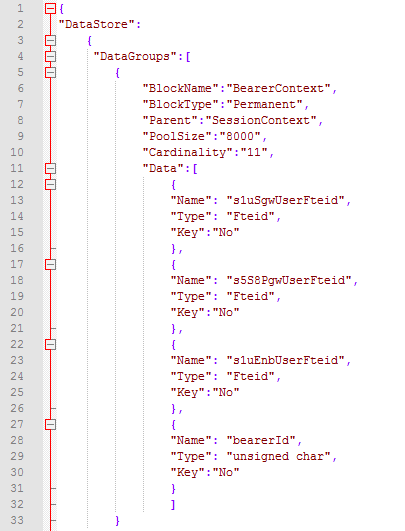 1 {
2 "DataStore":
3 {
4 "DataGroups":[
5 {
6 "BlockName":"BearerContext",
7 "BlockType":"Permanent",
8 "Parent":"SessionContext",
9 "PoolSize":"8000",
10 "Cardinality":"11",
11 "Data":[
12 {
13 "Name": "s1uSgwUserFteid",
14 "Type": "Fteid",
15 "Key":"No"
16 },
17 {
18 "Name": "s5S8PgwUserFteid",
19 "Type": "Fteid",
20 "Key":"No"
21 },
22 {
23 "Name": "s1uEnbUserFteid",
24 "Type": "Fteid",
25 "Key":"No"
26 },
27 {
28 "Name": "bearerId",
29 "Type": "unsigned char",
30 "Key":"No"
31 }
32 ]
33 }